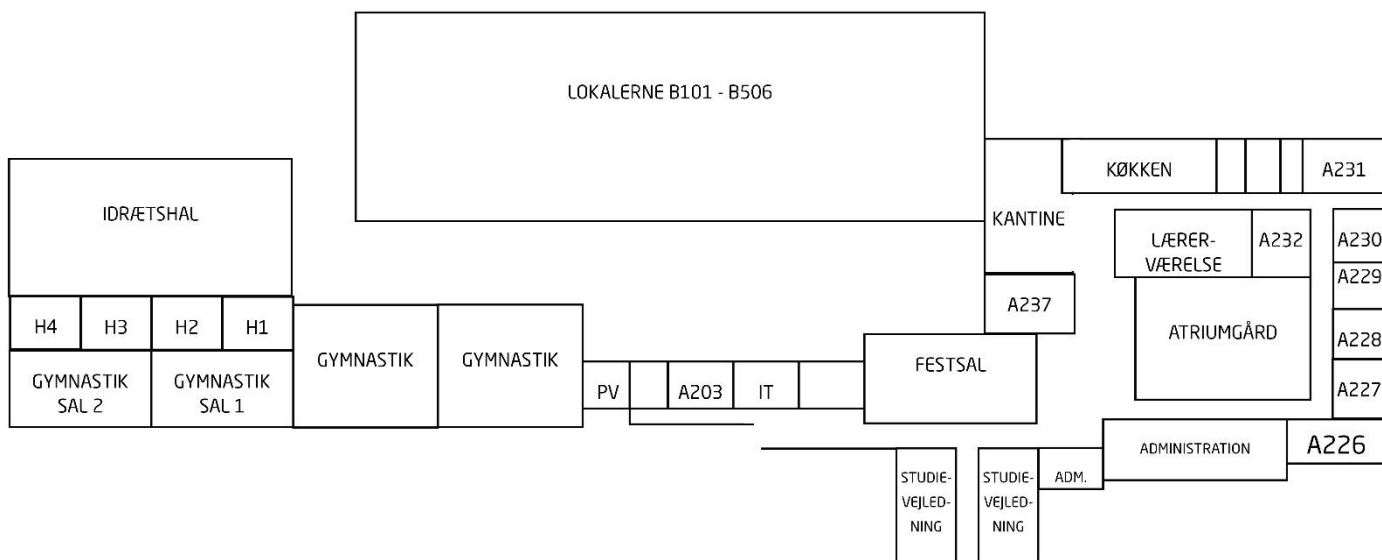 LOKALERNE B101 - B506
KØKKEN
A231
IDRÆTSHAL
KANTINE
LÆRER-
VÆRELSE
A232
A230
A229
A237
ATRIUMGÅRD
A228
H4
H3
H2
H1
GYMNASTIK
GYMNASTIK
FESTSAL
GYMNASTIK
SAL 2
GYMNASTIK
SAL 1
PV
A203
IT
A227
ADMINISTRATION
A226
STUDIE-
VEJLED-
NING
STUDIE-
VEJLED-
NING
ADM.